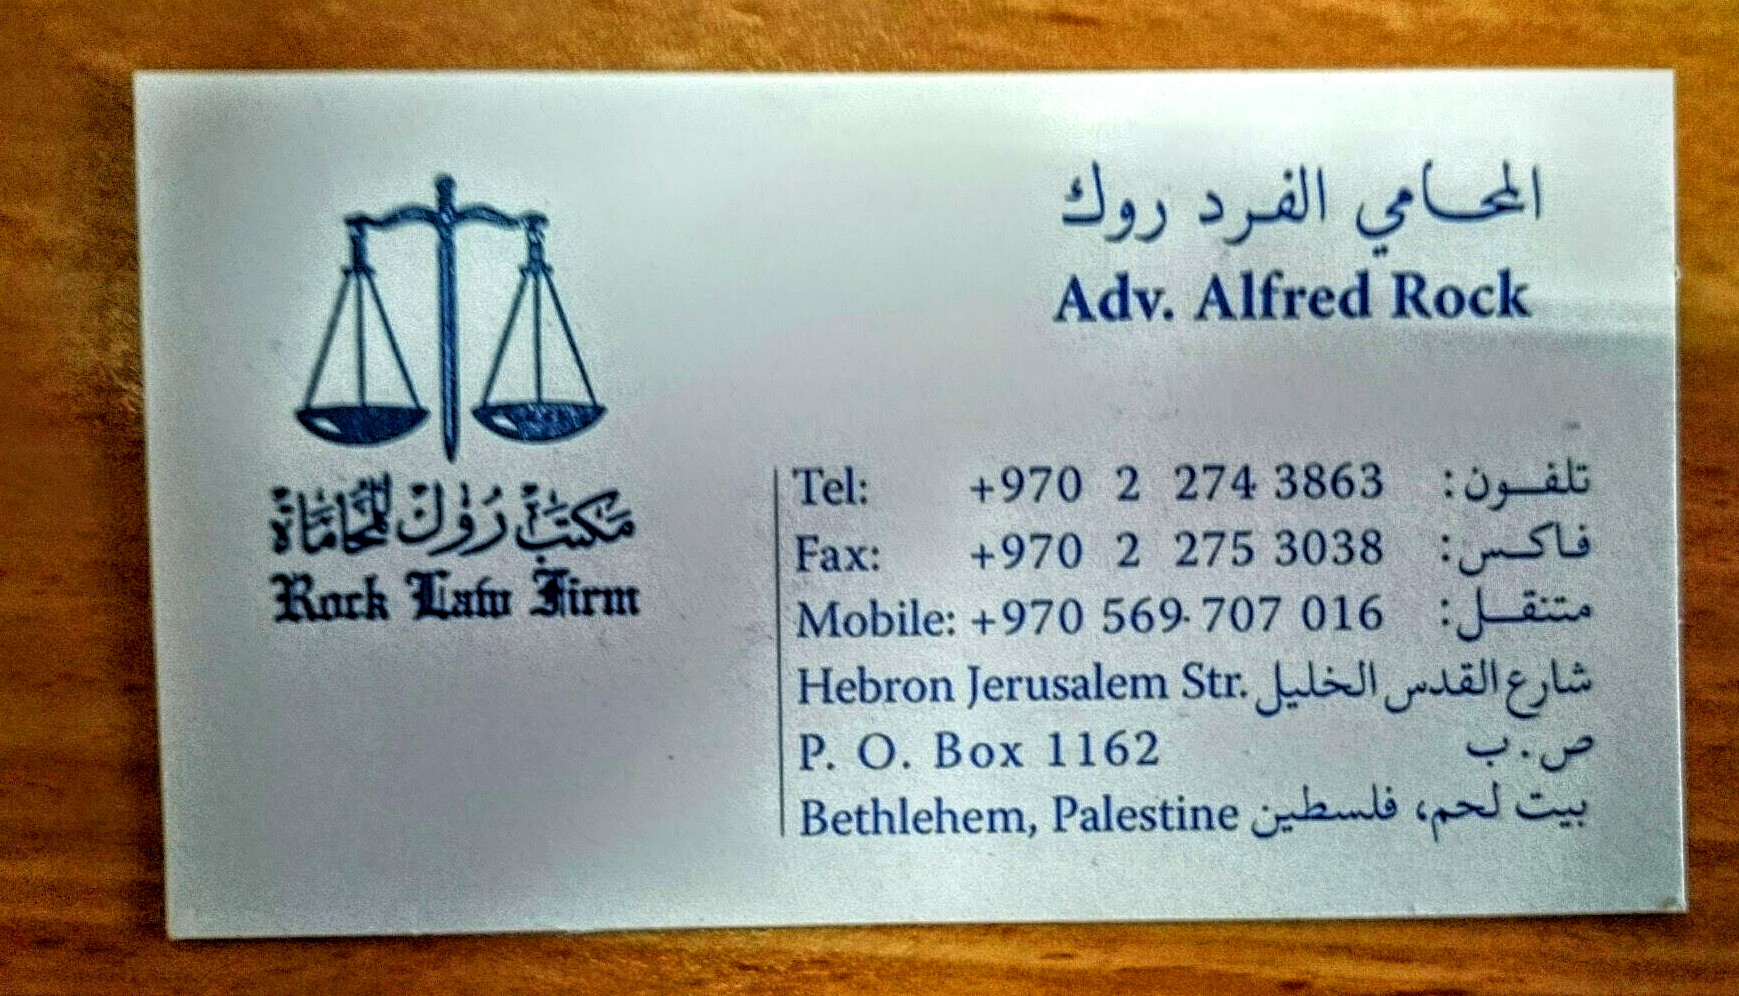 المحامي الفرد روك
Adv. Alfred Rock
مكتب روك للمحاماة
Rock Law Firm
Tel: +970 2 274 3863 تلفون:
Fax: +970 2 275 3038 فاكس:
Mobile: +970 569 707 016 متنقل:
Hebron Jerusalem Str. شارع القدس الخليل
P. O. Box 1162 ص.ب
Bethlehem, Palestine بيت لحم، فلسطين